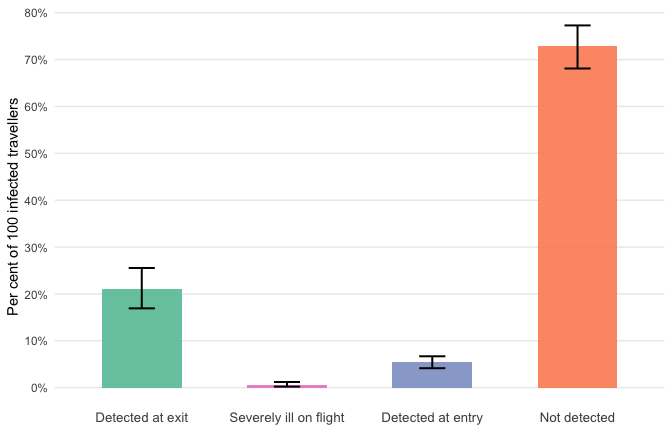 80%
70%
60%
50%
40%
30%
20%
10%
0%
Per cent of 100 infected travellers
Detected at exit
Severely ill on flight
Detected at entry
Not detected